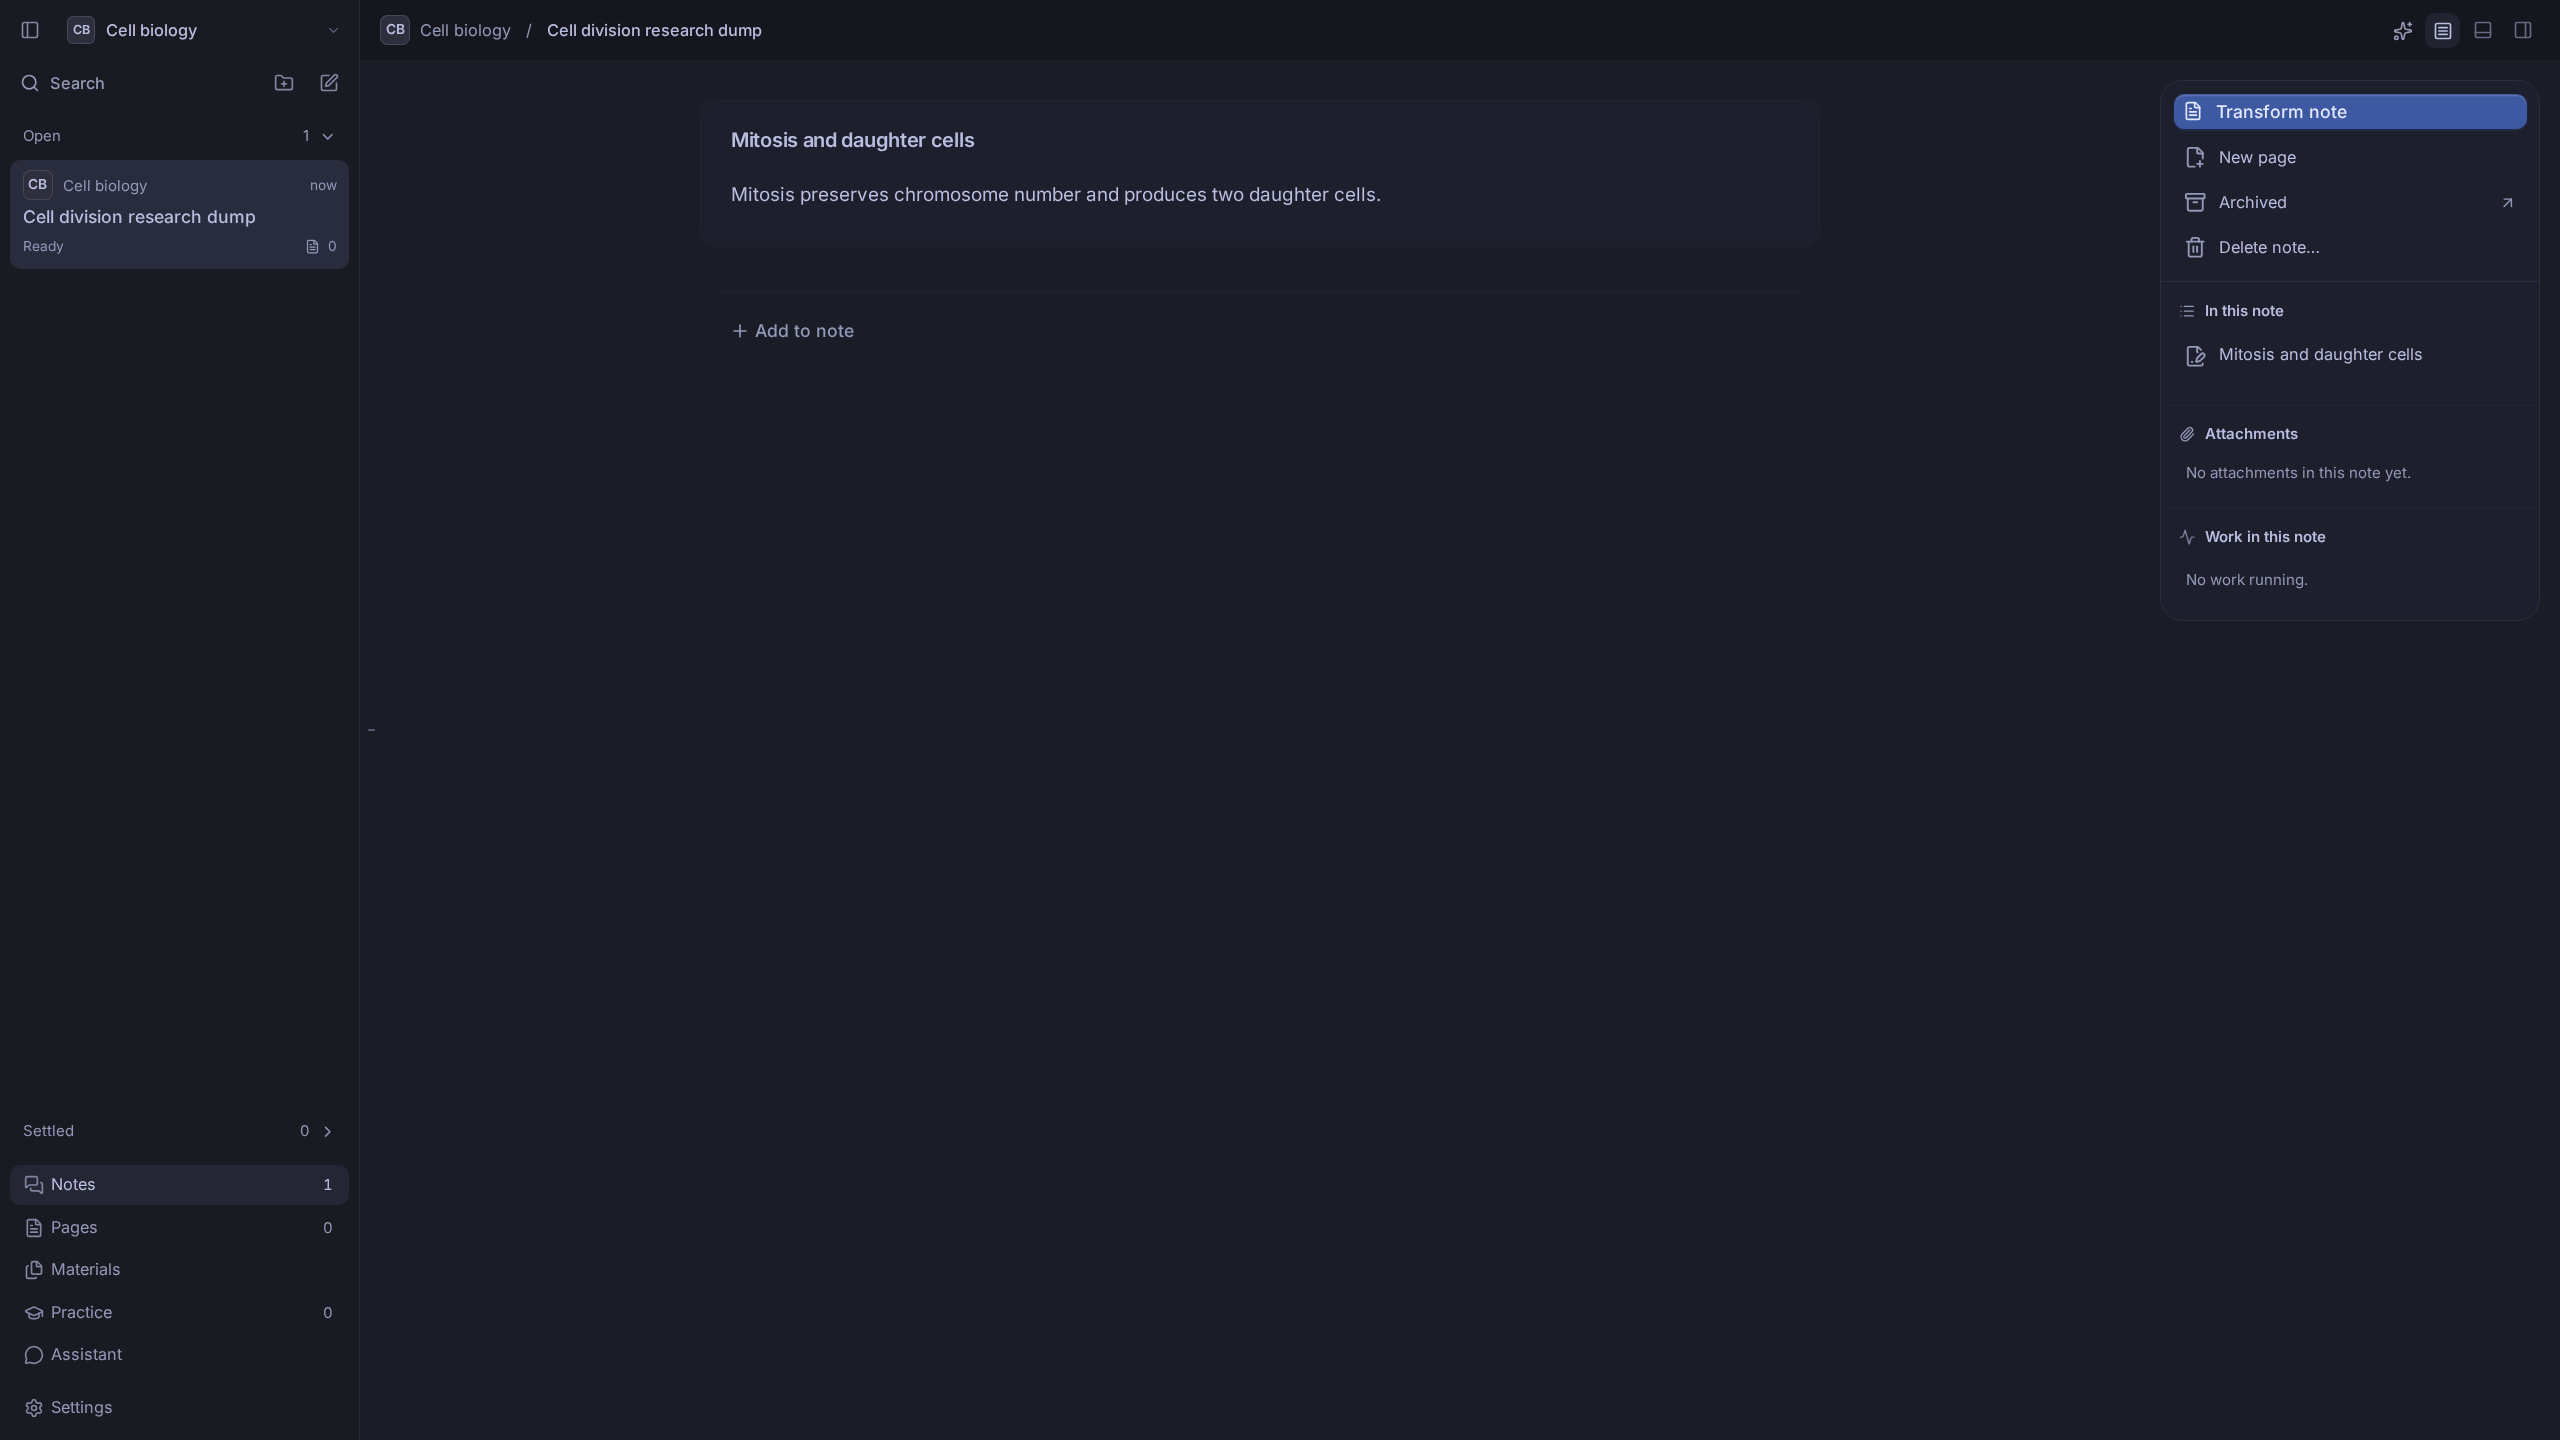 CB Cell biology
Search
Open 1
CB Cell biology now
Cell division research dump
Ready 0
Settled 0
Notes 1
Pages 0
Materials
Practice 0
Assistant
Settings
CB Cell biology / Cell division research dump
Mitosis and daughter cells
Mitosis preserves chromosome number and produces two daughter cells.
Add to note
Transform note
New page
Archived
Delete note...
In this note
Mitosis and daughter cells
Attachments
No attachments in this note yet.
Work in this note
No work running.